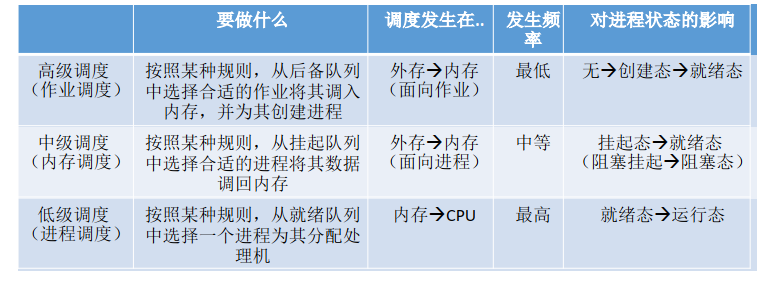 要做什么
调度发生在..
发生频率
对进程状态的影响
高级调度
（作业调度）
按照某种规则，从后备队列
中选择合适的作业将其调入
内存，并为其创建进程
外存→内存
（面向作业）
最低
无→创建态→就绪态
中级调度
（内存调度）
按照某种规则，从挂起队列
中选择合适的进程将其数据
调回内存
外存→内存
（面向进程）
中等
挂起态→就绪态
（阻塞挂起→阻塞态）
低级调度
（进程调度）
按照某种规则，从就绪队列
中选择一个进程为其分配处
理机
内存→CPU
最高
就绪态→运行态